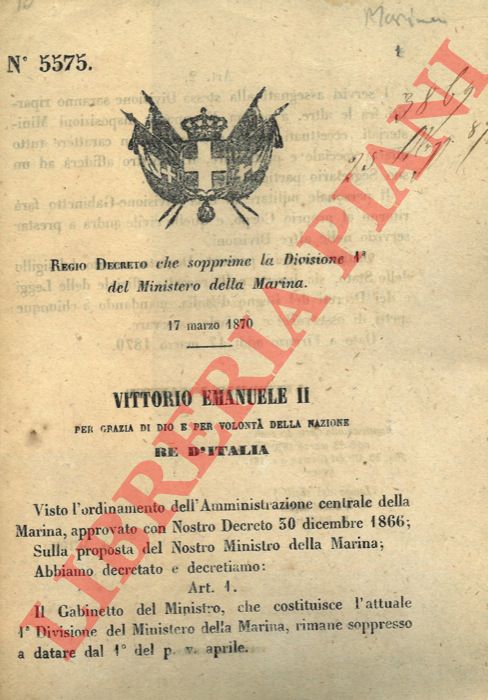 Marina
1
N° 5575.
3869
REGIO DECRETO che sopprime la Divisione 1ª
del Ministero della Marina.
17 marzo 1870
VITTORIO EMANUELE II
PER GRAZIA DI DIO E PER VOLONTÀ DELLA NAZIONE
RE D'ITALIA
Visto l'ordinamento dell'Amministrazione centrale della
Marina, approvato con Nostro Decreto 30 dicembre 1866;
Sulla proposta del Nostro Ministro della Marina;
Abbiamo decretato e decretiamo:
Art. 1.
Il Gabinetto del Ministro, che costituisce l'attuale
1ª Divisione del Ministero della Marina, rimane soppresso
a datare dal 1° del p. v. aprile.
LIBRERIA PIANI